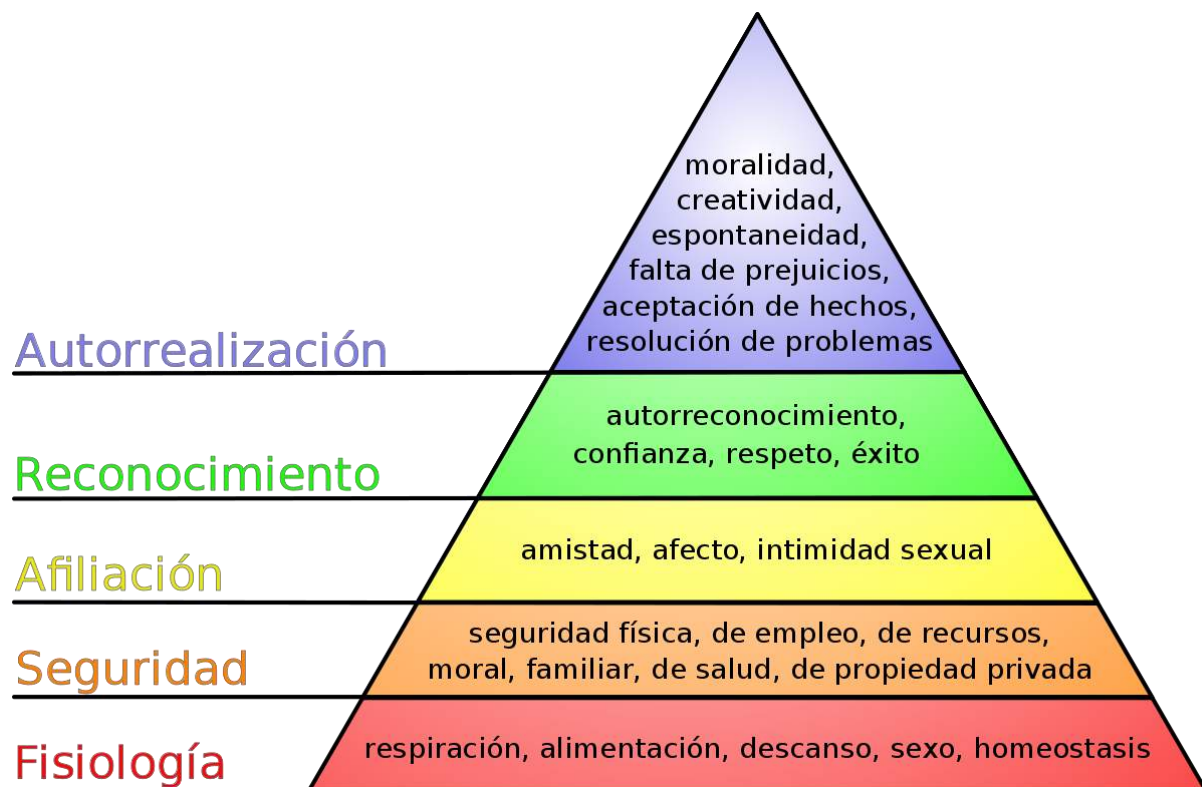 moralidad,
creatividad,
espontaneidad,
falta de prejuicios,
aceptación de hechos,
resolución de problemas
Autorrealización
autorreconocimiento,
confianza, respeto, éxito
Reconocimiento
amistad, afecto, intimidad sexual
Afiliación
seguridad física, de empleo, de recursos,
moral, familiar, de salud, de propiedad privada
Seguridad
respiración, alimentación, descanso, sexo, homeostasis
Fisiología